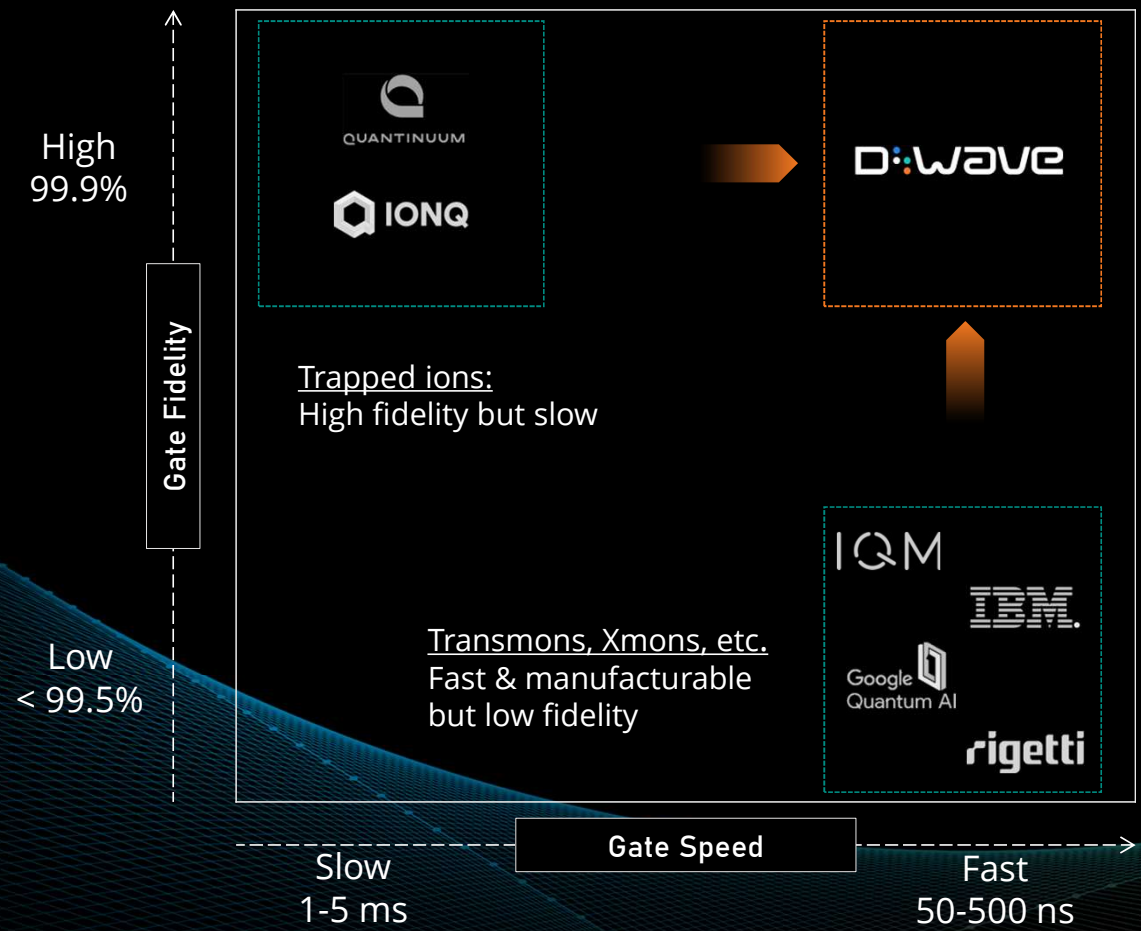 High
99.9%
Gate Fidelity
Low
< 99.5%
QUANTINUUM
IONQ
D:Wave
Trapped ions:
High fidelity but slow
Transmons, Xmons, etc.
Fast & manufacturable
but low fidelity
IQM
IBM.
Google
Quantum AI
rigetti
Gate Speed
Slow
1-5 ms
Fast
50-500 ns